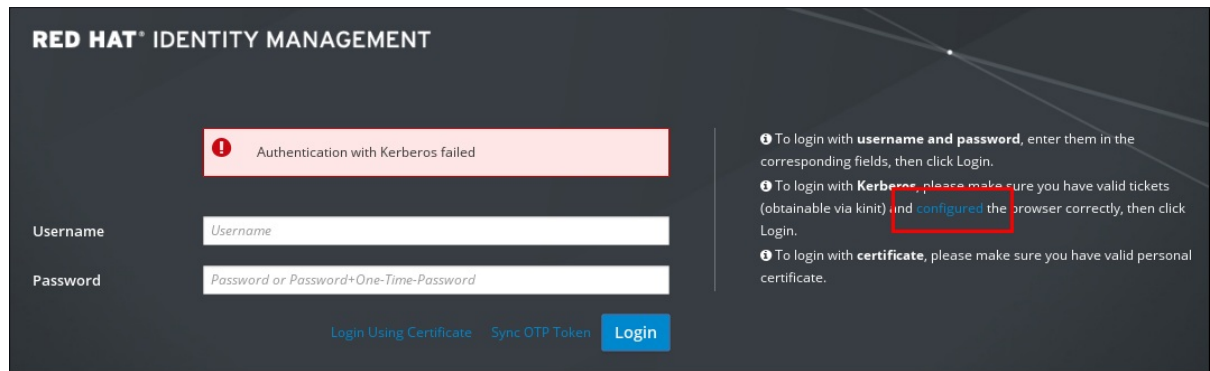 RED HAT® IDENTITY MANAGEMENT
Authentication with Kerberos failed
Username
Username
Password
Password or Password+One-Time-Password
Login Using Certificate Sync OTP Token Login
To login with username and password, enter them in the
corresponding fields, then click Login.
To login with Kerberos, please make sure you have valid tickets
(obtainable via kinit) and configured the browser correctly, then click
Login.
To login with certificate, please make sure you have valid personal
certificate.